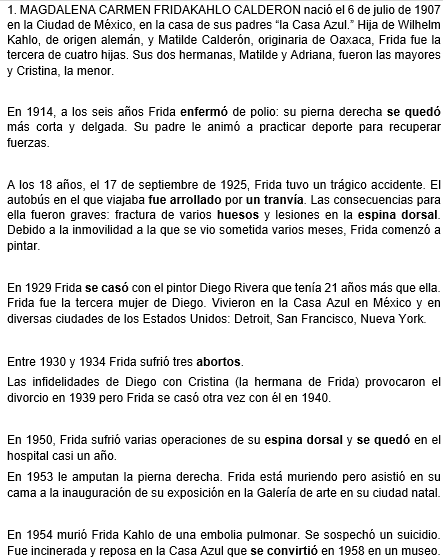 1. MAGDALENA CARMEN FRIDAKAHLO CALDERON nació el 6 de julio de 1907
en la Ciudad de México, en la casa de sus padres “la Casa Azul.” Hija de Wilhelm
Kahlo, de origen alemán, y Matilde Calderón, originaria de Oaxaca, Frida fue la
tercera de cuatro hijas. Sus dos hermanas, Matilde y Adriana, fueron las mayores
y Cristina, la menor.
En 1914, a los seis años Frida enfermó de polio: su pierna derecha se quedó
más corta y delgada. Su padre le animó a practicar deporte para recuperar
fuerzas.
A los 18 años, el 17 de septiembre de 1925, Frida tuvo un trágico accidente. El
autobús en el que viajaba fue arrollado por un tranvía. Las consecuencias para
ella fueron graves: fractura de varios huesos y lesiones en la espina dorsal.
Debido a la inmovilidad a la que se vio sometida varios meses, Frida comenzó a
pintar.
En 1929 Frida se casó con el pintor Diego Rivera que tenía 21 años más que ella.
Frida fue la tercera mujer de Diego. Vivieron en la Casa Azul en México y en
diversas ciudades de los Estados Unidos: Detroit, San Francisco, Nueva York.
Entre 1930 y 1934 Frida sufrió tres abortos.
Las infidelidades de Diego con Cristina (la hermana de Frida) provocaron el
divorcio en 1939 pero Frida se casó otra vez con él en 1940.
En 1950, Frida sufrió varias operaciones de su espina dorsal y se quedó en el
hospital casi un año.
En 1953 le amputan la pierna derecha. Frida está muriendo pero asistió en su
cama a la inauguración de su exposición en la Galería de arte en su ciudad natal.
En 1954 murió Frida Kahlo de una embolia pulmonar. Se sospechó un suicidio.
Fue incinerada y reposa en la Casa Azul que se convirtió en 1958 en un museo.